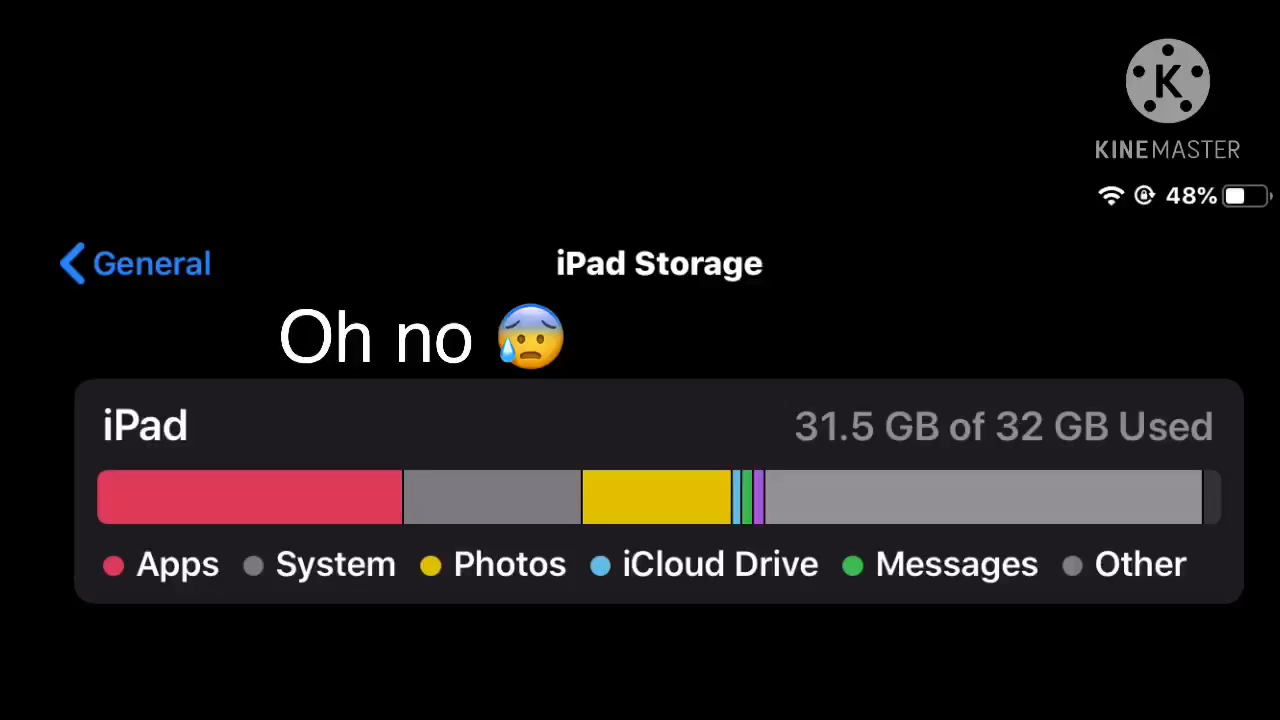 K
KINEMASTER
48%
General
iPad Storage
Oh no 😰
iPad
31.5 GB of 32 GB Used
Apps System Photos iCloud Drive Messages Other